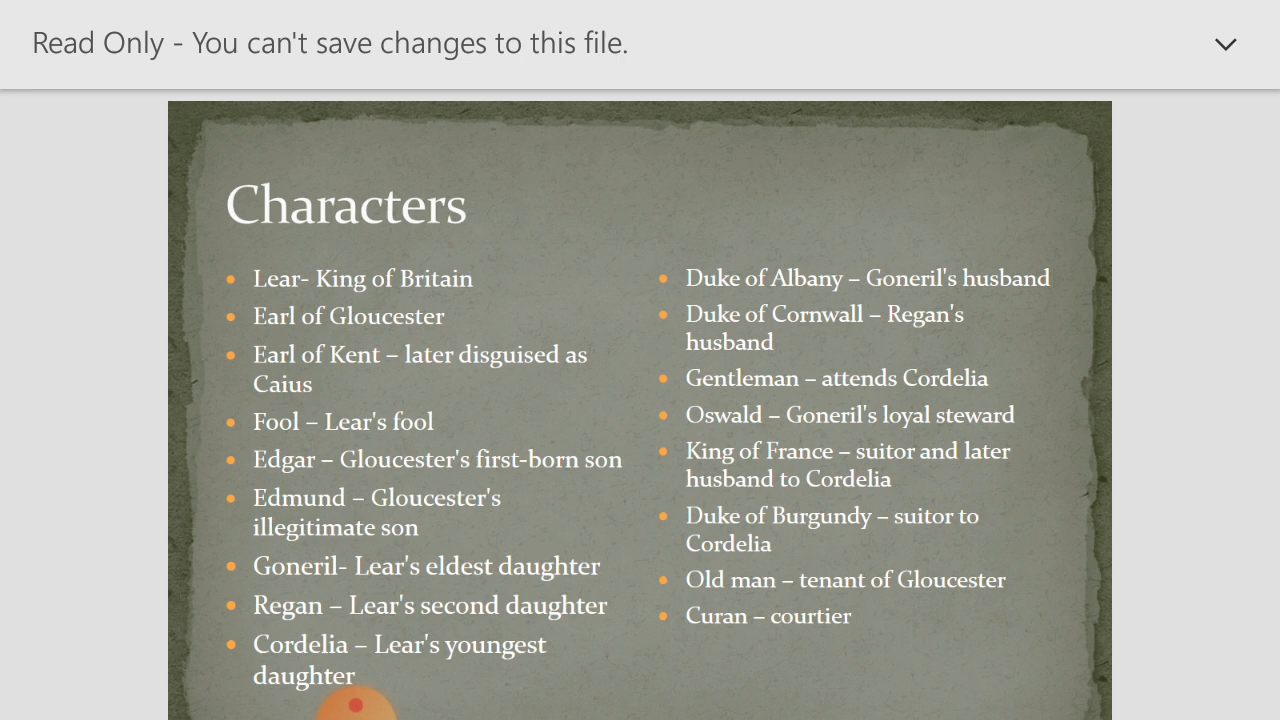 Read Only - You can't save changes to this file.
Characters
Lear- King of Britain
Earl of Gloucester
Earl of Kent – later disguised as
Caius
Fool – Lear's fool
Edgar – Gloucester's first-born son
Edmund – Gloucester's
illegitimate son
Goneril- Lear's eldest daughter
Regan – Lear's second daughter
Cordelia – Lear's youngest
daughter
Duke of Albany – Goneril's husband
Duke of Cornwall – Regan's
husband
Gentleman – attends Cordelia
Oswald – Goneril's loyal steward
King of France – suitor and later
husband to Cordelia
Duke of Burgundy – suitor to
Cordelia
Old man – tenant of Gloucester
Curan – courtier